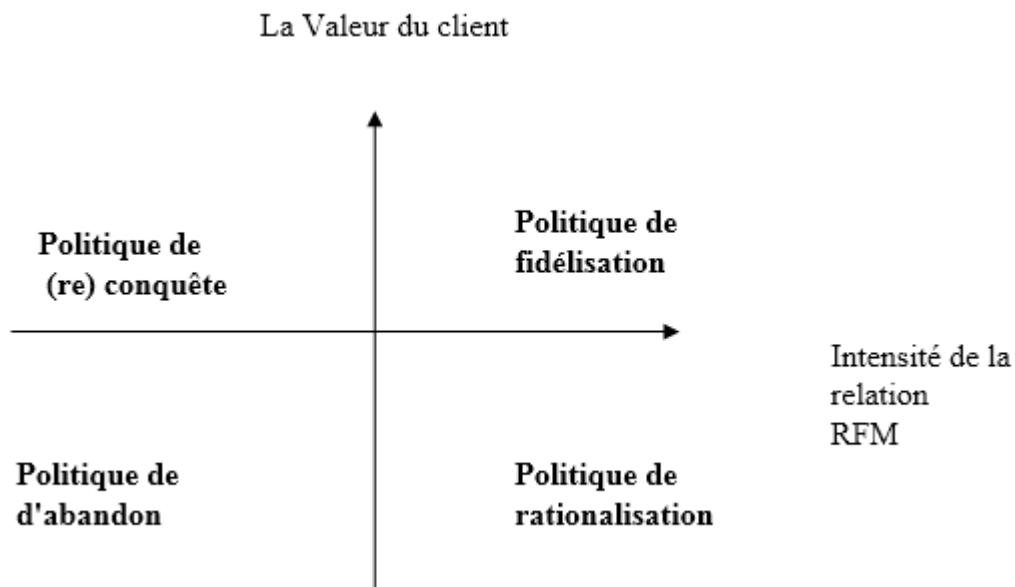 La Valeur du client
Politique de
(re) conquête
Politique de
fidélisation
Intensité de la
relation
RFM
Politique de
d'abandon
Politique de
rationalisation